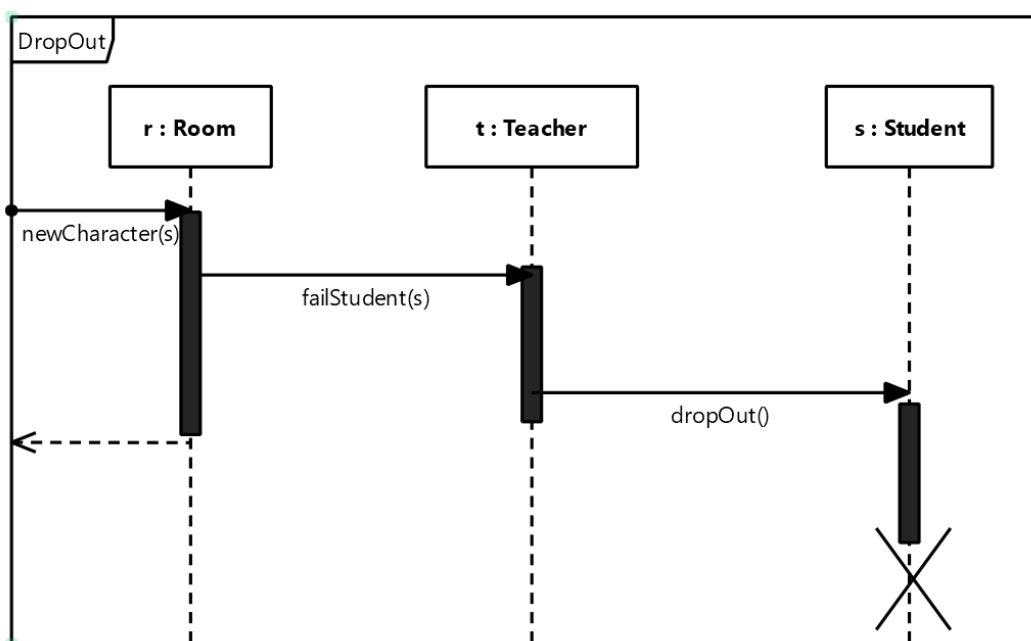 DropOut
r : Room
t : Teacher
s : Student
newCharacter(s)
failStudent(s)
dropOut()